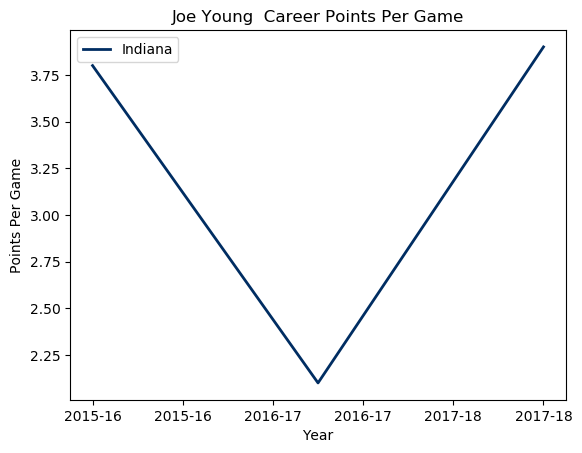 Joe Young  Career Points Per Game
Indiana
3.75
3.50
3.25
3.00
2.75
2.50
2.25
Points Per Game
2015-16 2015-16 2016-17 2016-17 2017-18 2017-18
Year